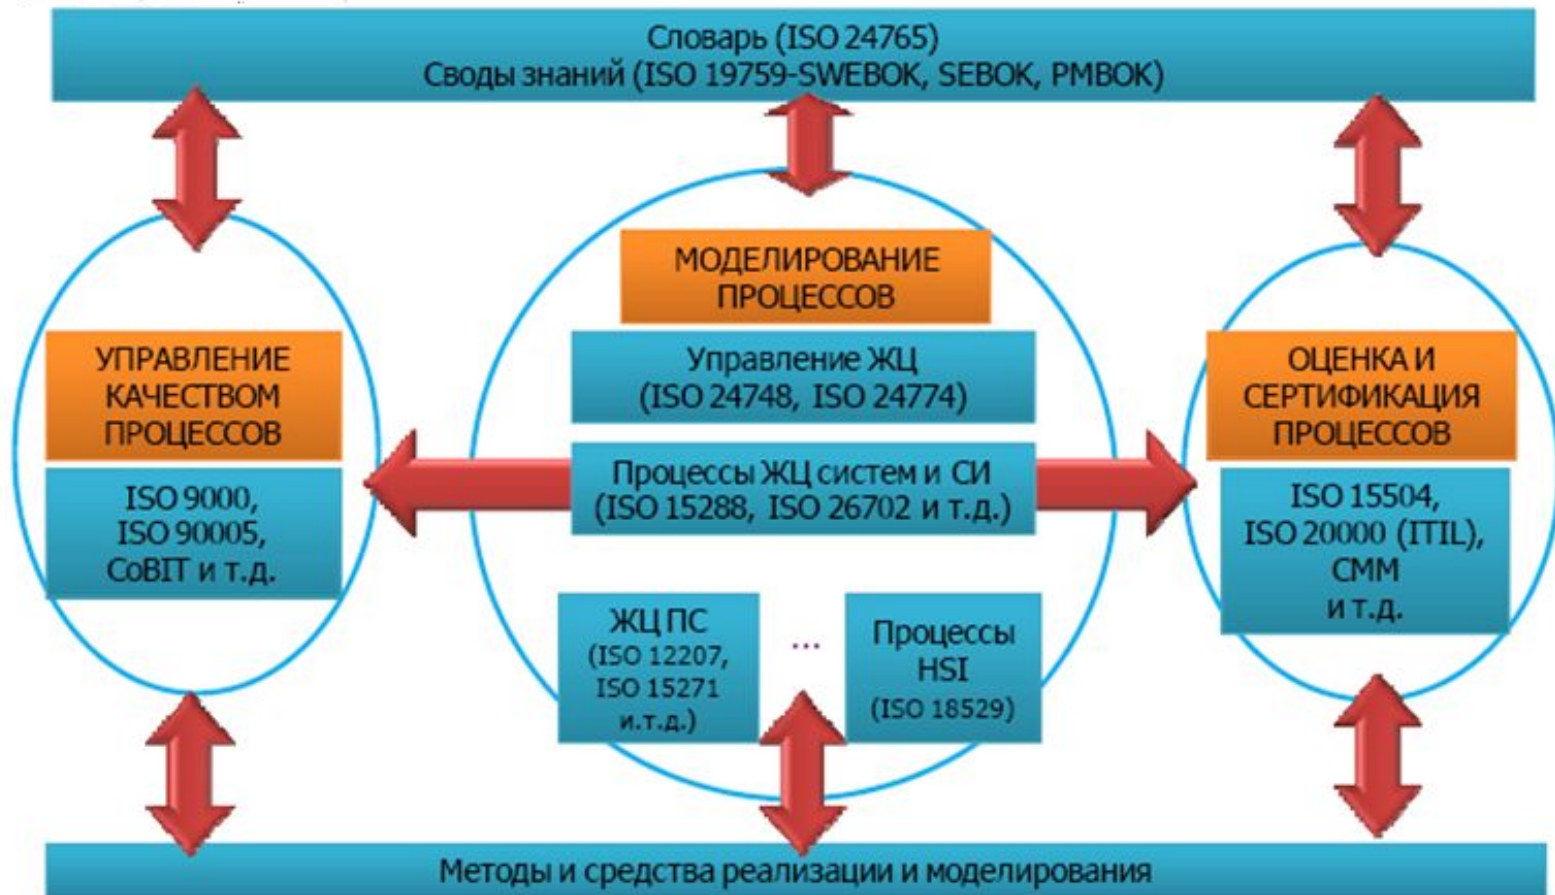 Словарь (ISO 24765)
Своды знаний (ISO 19759-SWEBOK, SEBOK, PMBOK)
МОДЕЛИРОВАНИЕ
ПРОЦЕССОВ
Управление ЖЦ
(ISO 24748, ISO 24774)
Процессы ЖЦ систем и СИ
(ISO 15288, ISO 26702 и т.д.)
ЖЦ ПС
(ISO 12207,
ISO 15271
и.т.д.)
...
Процессы
HSI
(ISO 18529)
УПРАВЛЕНИЕ
КАЧЕСТВОМ
ПРОЦЕССОВ
ISO 9000,
ISO 90005,
CoBIT и т.д.
ОЦЕНКА И
СЕРТИФИКАЦИЯ
ПРОЦЕССОВ
ISO 15504,
ISO 20000 (ITIL),
CMM
и т.д.
Методы и средства реализации и моделирования